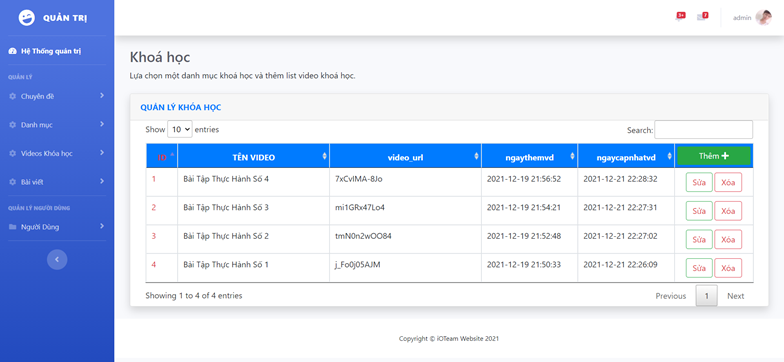 QUẢN TRỊ
3+
7
admin
Hệ Thống quản trị
QUẢN LÝ
Chuyên đề
Danh mục
Videos Khóa học
Bài viết
QUẢN LÝ NGƯỜI DÙNG
Người Dùng
Khoá học
Lựa chọn một danh mục khoá học và thêm list video khoá học.
QUẢN LÝ KHÓA HỌC
Show 10 entries
Search:
ID TÊN VIDEO video_url ngaythemvd ngaycapnhatvd Thêm
1 Bài Tập Thực Hành Số 4 7xCvIMA-8Jo 2021-12-19 21:56:52 2021-12-21 22:28:32 Sửa Xóa
2 Bài Tập Thực Hành Số 3 mi1GRx47Lo4 2021-12-19 21:54:21 2021-12-21 22:27:31 Sửa Xóa
3 Bài Tập Thực Hành Số 2 tmN0n2wOO84 2021-12-19 21:52:48 2021-12-21 22:27:02 Sửa Xóa
4 Bài Tập Thực Hành Số 1 j_Fo0j05AJM 2021-12-19 21:50:33 2021-12-21 22:26:09 Sửa Xóa
Showing 1 to 4 of 4 entries
Previous 1 Next
Copyright © iOTeam Website 2021